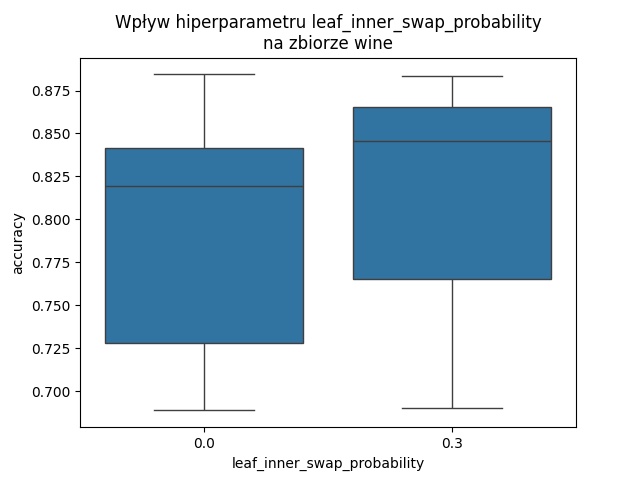 Wpływ hiperparametru leaf_inner_swap_probability
na zbiorze wine
accuracy
0.875
0.850
0.825
0.800
0.775
0.750
0.725
0.700
0.0
0.3
leaf_inner_swap_probability